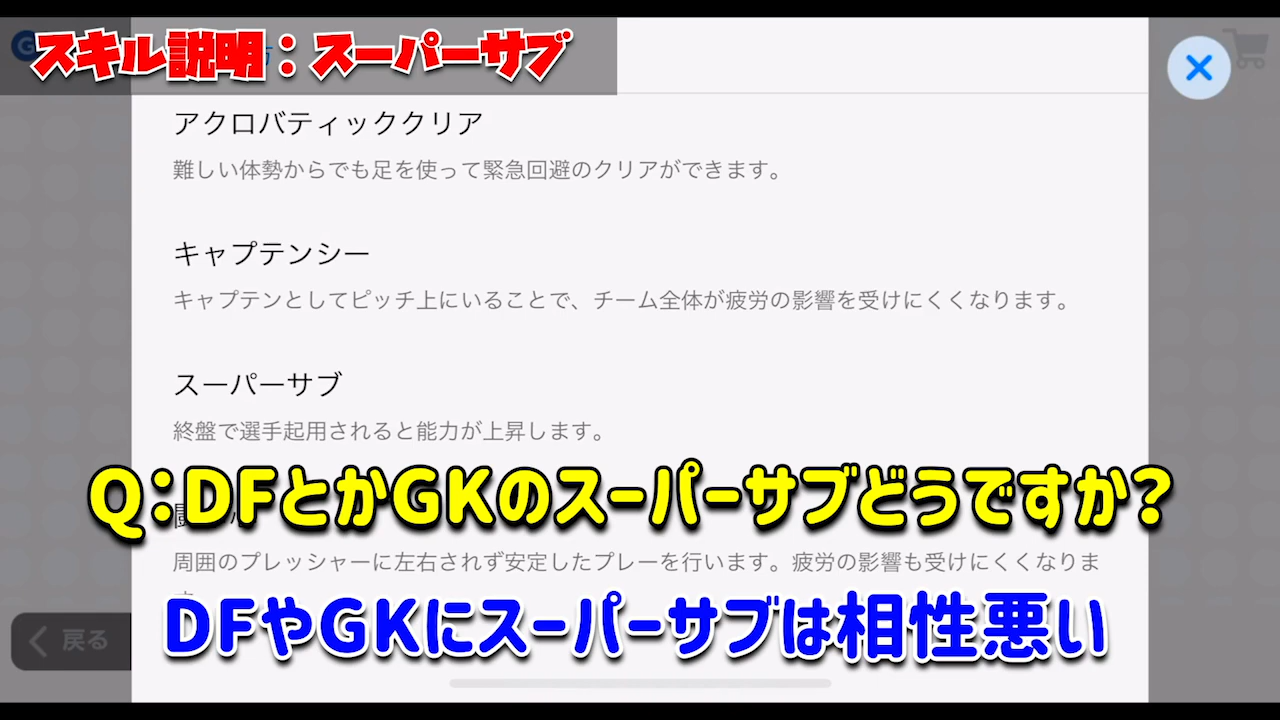 スキル説明：スーパーサブ
アクロバティッククリア
難しい体勢からでも足を使って緊急回避のクリアができます。
キャプテンシー
キャプテンとしてピッチ上にいることで、チーム全体が疲労の影響を受けにくくなります。
スーパーサブ
終盤で選手起用されると能力が上昇します。
Q：DFとかGKのスーパーサブどうですか？
周囲のプレッシャーに左右されず安定したプレーを行います。疲労の影響も受けにくくなりま
DFやGKにスーパーサブは相性悪い
戻る